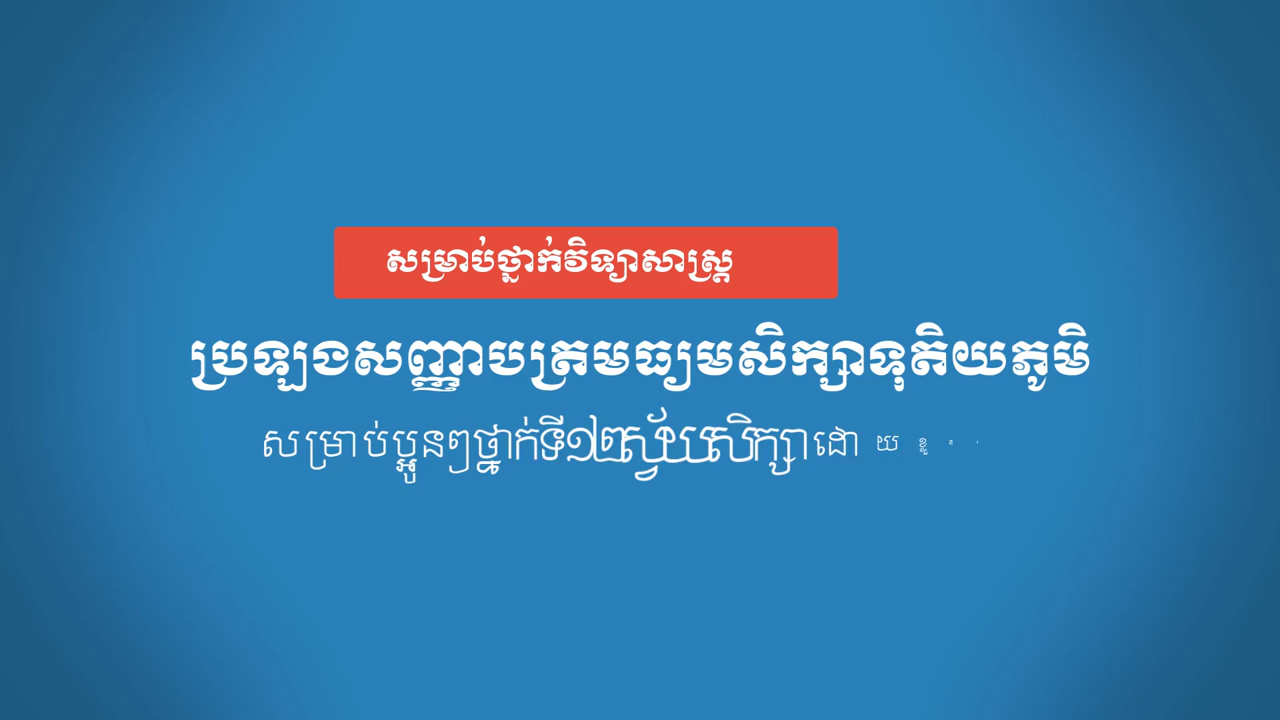 សម្រាប់ថ្នាក់វិទ្យាសាស្ត្រ
ប្រឡងសញ្ញាបត្រមធ្យមសិក្សាទុតិយភូមិ
សម្រាប់ប្អូនៗថ្នាក់ទី១២ស្វ័យសិក្សាដោយ